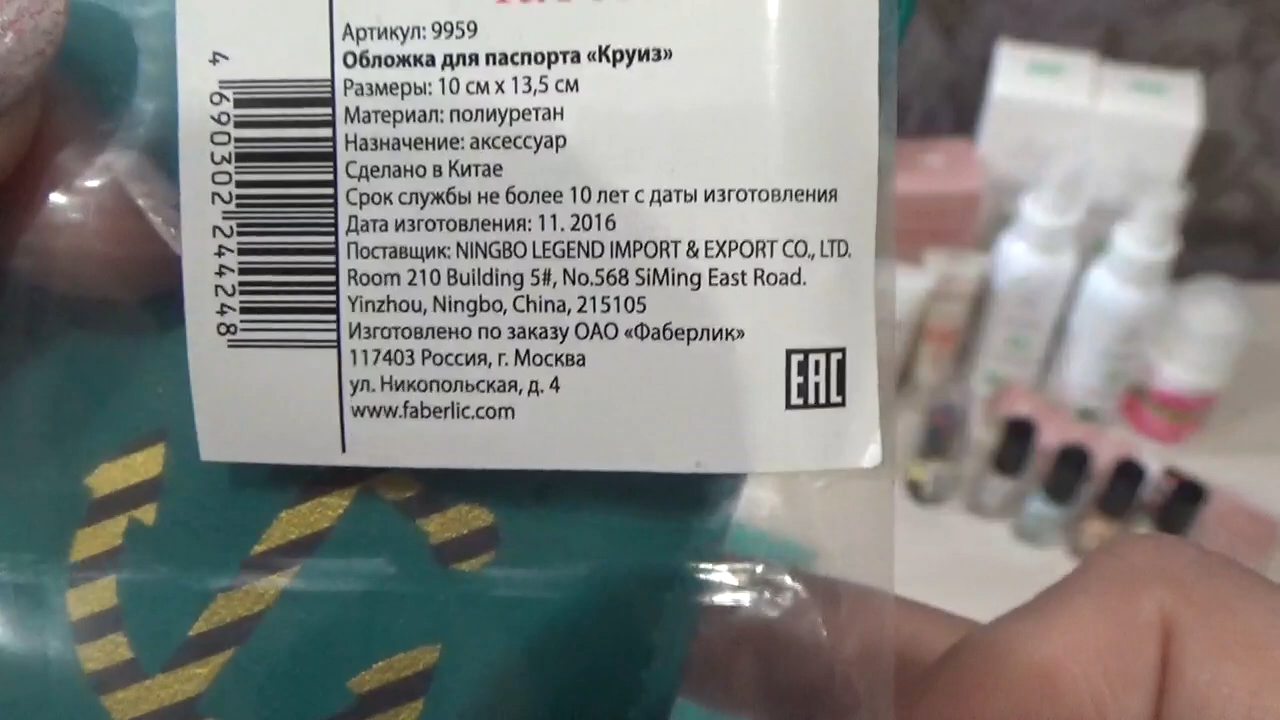 Артикул: 9959
Обложка для паспорта «Круиз»
Размеры: 10 см х 13,5 см
Материал: полиуретан
Назначение: аксессуар
Сделано в Китае
Срок службы не более 10 лет с даты изготовления
Дата изготовления: 11. 2016
Поставщик: NINGBO LEGEND IMPORT & EXPORT CO., LTD.
Room 210 Building 5#, No.568 SiMing East Road.
Yinzhou, Ningbo, China, 215105
Изготовлено по заказу ОАО «Фаберлик»
117403 Россия, г. Москва
ул. Никопольская, д. 4
www.faberlic.com
EAC
4 690302 244248